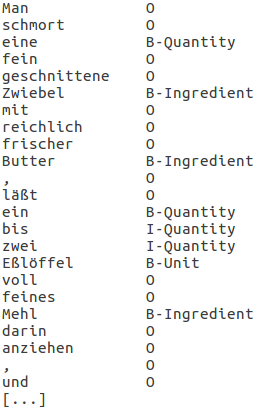 Man O
schmort O
eine B-Quantity
fein O
geschnittene O
Zwiebel B-Ingredient
mit O
reichlich O
frischer O
Butter B-Ingredient
, O
läßt O
ein B-Quantity
bis I-Quantity
zwei I-Quantity
Eßlöffel B-Unit
voll O
feines O
Mehl B-Ingredient
darin O
anziehen O
, O
und O
[...]